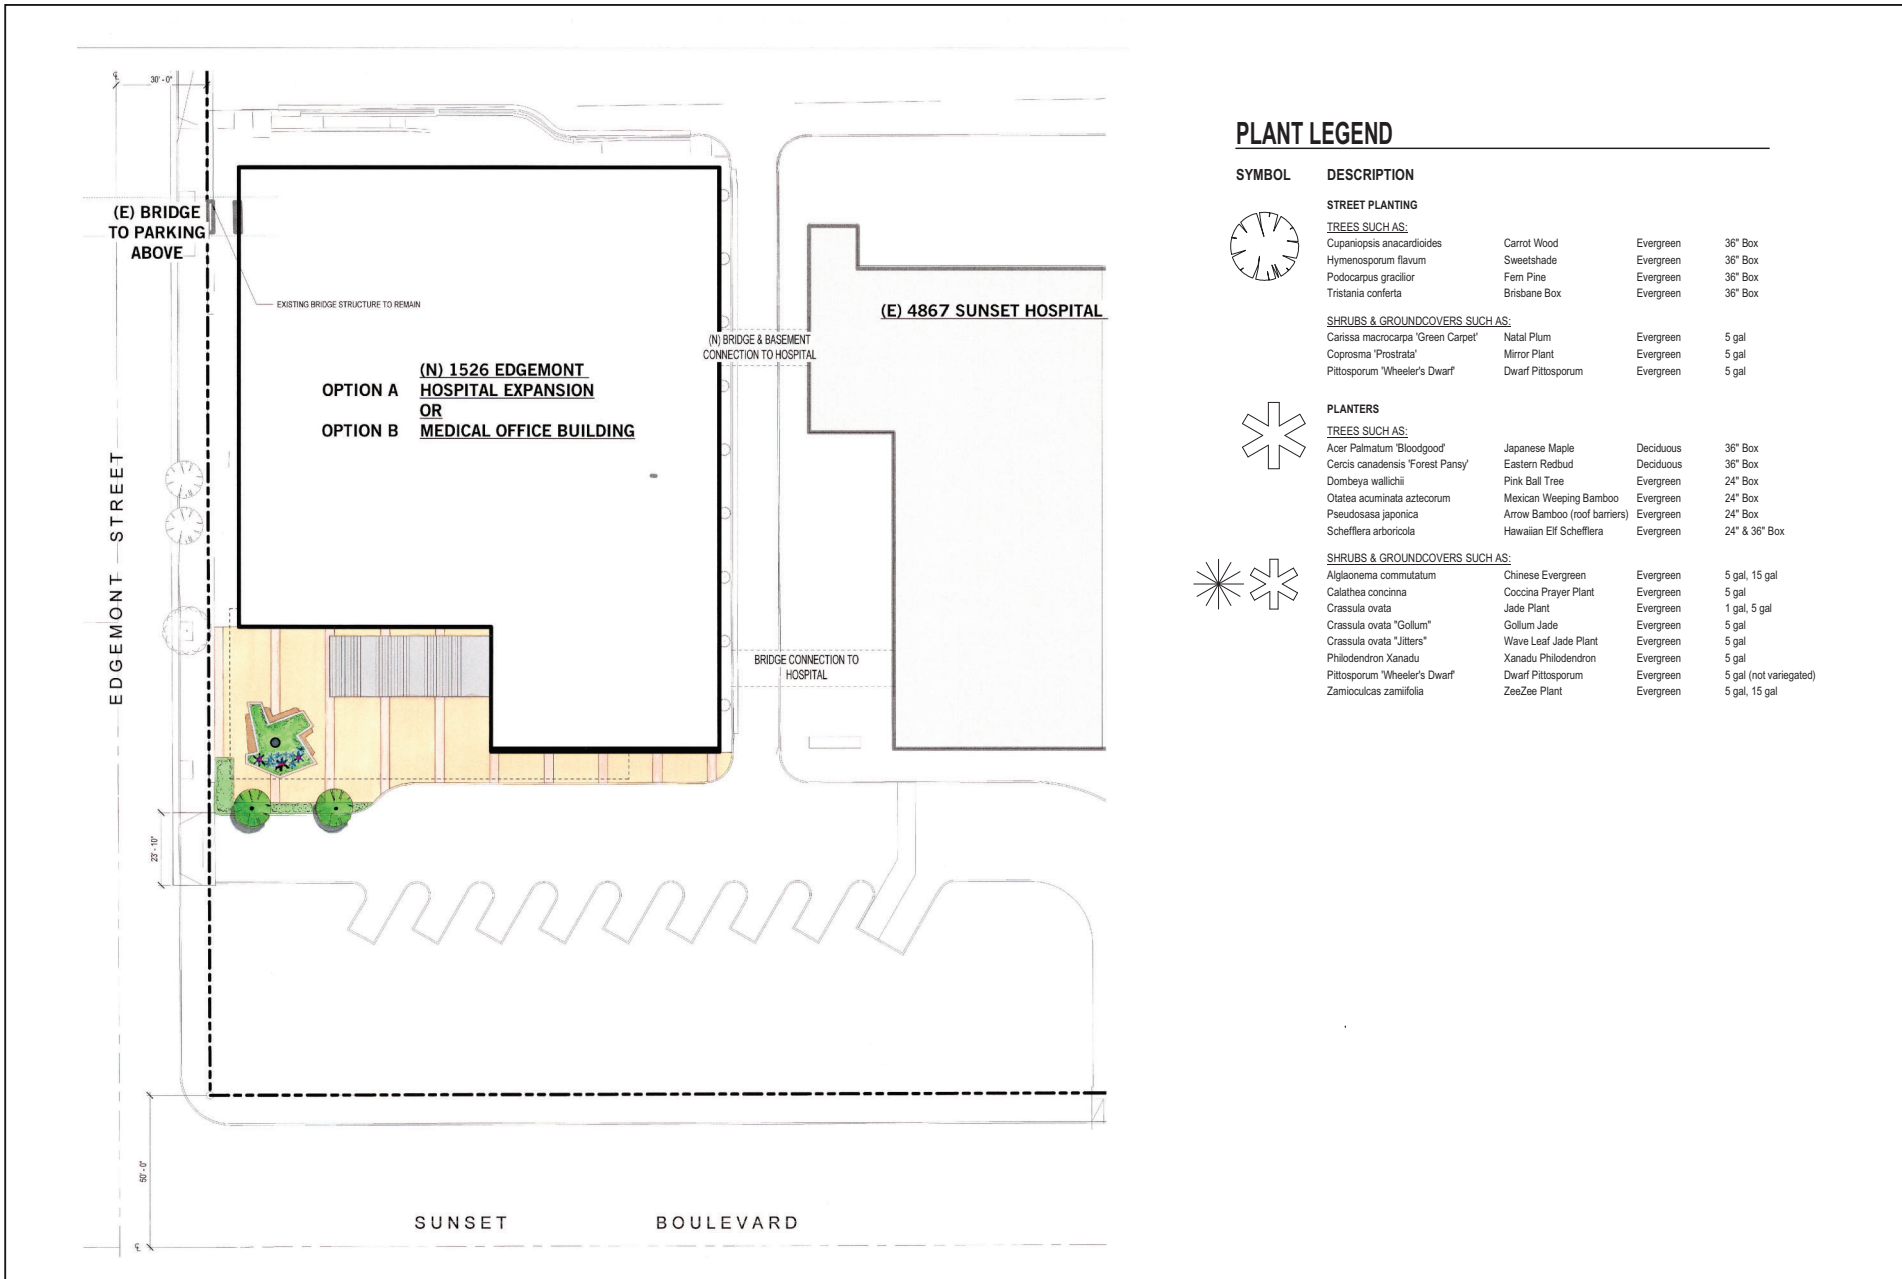 ℄
30' - 0"
(E) BRIDGE
TO PARKING
ABOVE
EXISTING BRIDGE STRUCTURE TO REMAIN
(N) 1526 EDGEMONT
OPTION A HOSPITAL EXPANSION
OR
OPTION B MEDICAL OFFICE BUILDING
(N) BRIDGE & BASEMENT
CONNECTION TO HOSPITAL
(E) 4867 SUNSET HOSPITAL
BRIDGE CONNECTION TO
HOSPITAL
EDGEMONT STREET
23' - 10"
50' - 0"
℄
SUNSET BOULEVARD
PLANT LEGEND
SYMBOL DESCRIPTION
STREET PLANTING
TREES SUCH AS:
Cupaniopsis anacardioides Carrot Wood Evergreen 36" Box
Hymenosporum flavum Sweetshade Evergreen 36" Box
Podocarpus gracilior Fern Pine Evergreen 36" Box
Tristania conferta Brisbane Box Evergreen 36" Box
SHRUBS & GROUNDCOVERS SUCH AS:
Carissa macrocarpa 'Green Carpet' Natal Plum Evergreen 5 gal
Coprosma 'Prostrata' Mirror Plant Evergreen 5 gal
Pittosporum 'Wheeler's Dwarf' Dwarf Pittosporum Evergreen 5 gal
PLANTERS
TREES SUCH AS:
Acer Palmatum 'Bloodgood' Japanese Maple Deciduous 36" Box
Cercis canadensis 'Forest Pansy' Eastern Redbud Deciduous 36" Box
Dombeya wallichii Pink Ball Tree Evergreen 24" Box
Otatea acuminata aztecorum Mexican Weeping Bamboo Evergreen 24" Box
Pseudosasa japonica Arrow Bamboo (roof barriers) Evergreen 24" Box
Schefflera arboricola Hawaiian Elf Schefflera Evergreen 24" & 36" Box
SHRUBS & GROUNDCOVERS SUCH AS:
Alglaonema commutatum Chinese Evergreen Evergreen 5 gal, 15 gal
Calathea concinna Coccina Prayer Plant Evergreen 5 gal
Crassula ovata Jade Plant Evergreen 1 gal, 5 gal
Crassula ovata "Gollum" Gollum Jade Evergreen 5 gal
Crassula ovata "Jitters" Wave Leaf Jade Plant Evergreen 5 gal
Philodendron Xanadu Xanadu Philodendron Evergreen 5 gal
Pittosporum 'Wheeler's Dwarf' Dwarf Pittosporum Evergreen 5 gal (not variegated)
Zamioculcas zamiifolia ZeeZee Plant Evergreen 5 gal, 15 gal